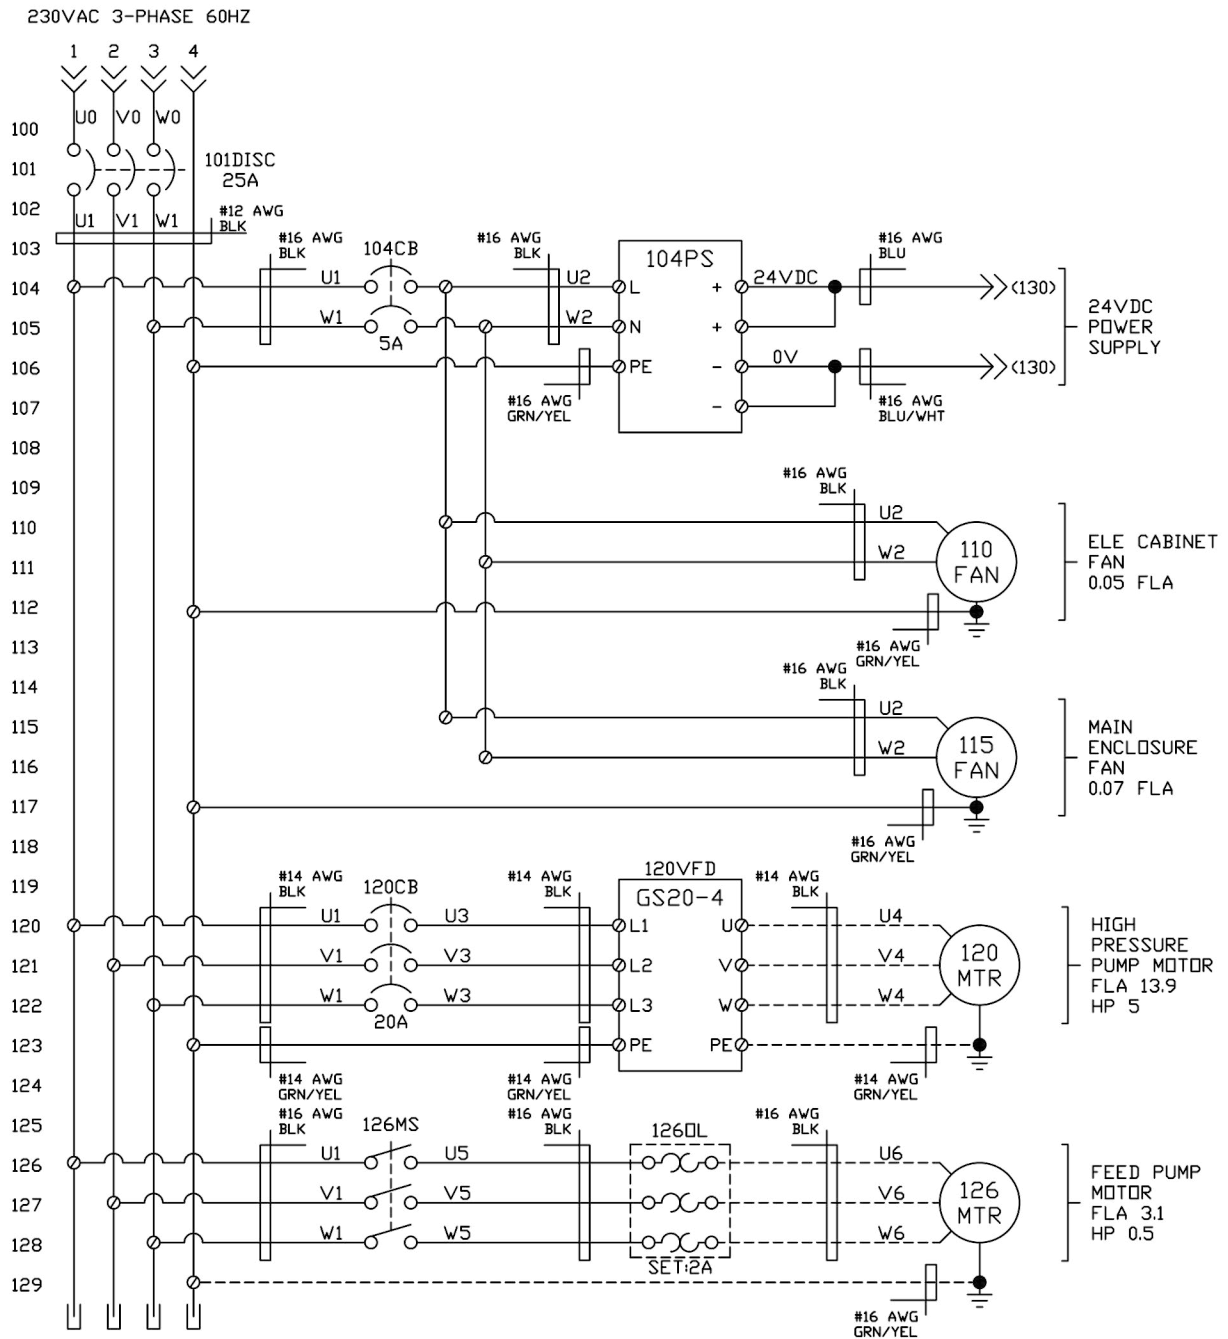 230VAC 3-PHASE 60HZ
1 2 3 4
U0 V0 W0
100
101
101DISC
25A
102
#12 AWG
BLK
U1 V1 W1
103
#16 AWG
BLK
104CB
#16 AWG
BLK
104PS
#16 AWG
BLU
104
U1
U2
L
+
24VDC
(130)
105
W1
5A
W2
N
+
24VDC
POWER
SUPPLY
106
PE
-
0V
(130)
107
#16 AWG
GRN/YEL
-
#16 AWG
BLU/WHT
108
109
#16 AWG
BLK
110
U2
111
W2
110
FAN
ELE CABINET
FAN
0.05 FLA
112
113
#16 AWG
GRN/YEL
114
#16 AWG
BLK
115
U2
116
W2
115
FAN
MAIN
ENCLOSURE
FAN
0.07 FLA
117
118
#16 AWG
GRN/YEL
119
#14 AWG
BLK
120CB
#14 AWG
BLK
120VFD
GS20-4
#14 AWG
BLK
120
U1
U3
L1
U
U4
121
V1
V3
L2
V
V4
122
W1
W3
L3
W
W4
20A
120
MTR
HIGH
PRESSURE
PUMP MOTOR
FLA 13.9
HP 5
123
PE
PE
124
#14 AWG
GRN/YEL
#14 AWG
GRN/YEL
#14 AWG
GRN/YEL
125
#16 AWG
BLK
126MS
#16 AWG
BLK
126OL
#16 AWG
BLK
126
U1
U5
U6
127
V1
V5
V6
128
W1
W5
W6
SET:2A
126
MTR
FEED PUMP
MOTOR
FLA 3.1
HP 0.5
129
#16 AWG
GRN/YEL